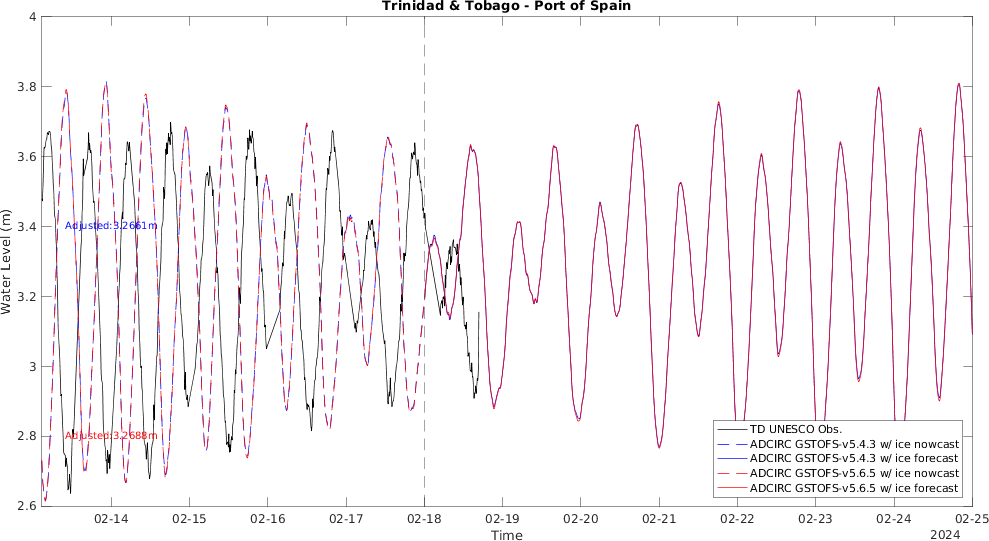 Trinidad & Tobago - Port of Spain
4
3.8
3.6
3.4
3.2
3
2.8
2.6
Water Level (m)
Adjusted:3.2661m
Adjusted:3.2688m
TD UNESCO Obs.
ADCIRC GSTOFS-v5.4.3 w/ ice nowcast
ADCIRC GSTOFS-v5.4.3 w/ ice forecast
ADCIRC GSTOFS-v5.6.5 w/ ice nowcast
ADCIRC GSTOFS-v5.6.5 w/ ice forecast
02-14 02-15 02-16 02-17 02-18 02-19 02-20 02-21 02-22 02-23 02-24 02-25
Time
2024